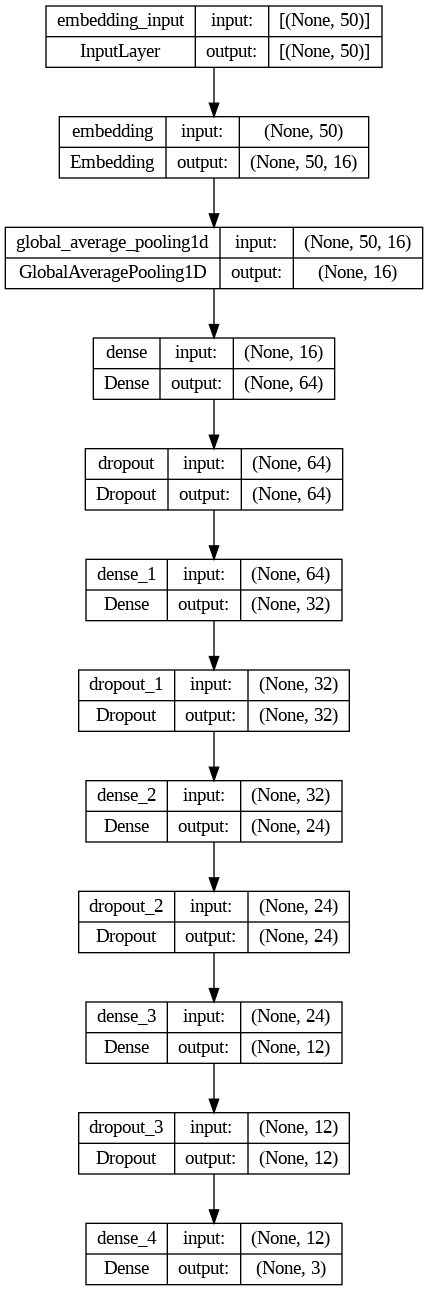 embedding_input input: [(None, 50)]
InputLayer output: [(None, 50)]
embedding input: (None, 50)
Embedding output: (None, 50, 16)
global_average_pooling1d input: (None, 50, 16)
GlobalAveragePooling1D output: (None, 16)
dense input: (None, 16)
Dense output: (None, 64)
dropout input: (None, 64)
Dropout output: (None, 64)
dense_1 input: (None, 64)
Dense output: (None, 32)
dropout_1 input: (None, 32)
Dropout output: (None, 32)
dense_2 input: (None, 32)
Dense output: (None, 24)
dropout_2 input: (None, 24)
Dropout output: (None, 24)
dense_3 input: (None, 24)
Dense output: (None, 12)
dropout_3 input: (None, 12)
Dropout output: (None, 12)
dense_4 input: (None, 12)
Dense output: (None, 3)